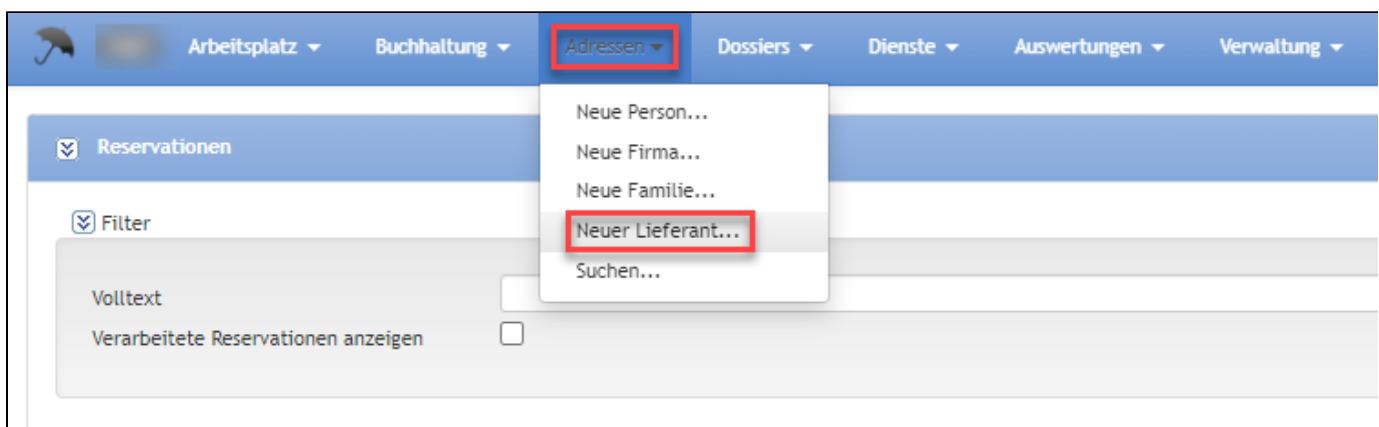 Arbeitsplatz Buchhaltung Adressen Dossiers Dienste Auswertungen Verwaltung
Neue Person...
Reservationen
Neue Firma...
Neue Familie...
Filter
Neuer Lieferant...
Suchen...
Volltext
Verarbeitete Reservationen anzeigen